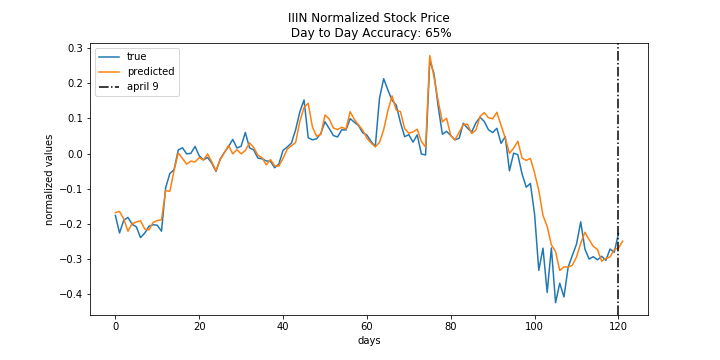 IIIN Normalized Stock Price
Day to Day Accuracy: 65%
true
predicted
april 9
normalized values
0.3
0.2
0.1
0.0
−0.1
−0.2
−0.3
−0.4
0
20
40
60
80
100
120
days